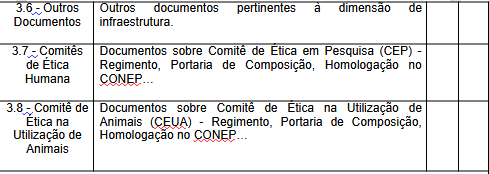 3.6 - Outros
Documentos
Outros documentos pertinentes à dimensão de
infraestrutura.
3.7 - Comitês
de Ética
Humana
Documentos sobre Comitê de Ética em Pesquisa (CEP) -
Regimento, Portaria de Composição, Homologação no
CONEP...
3.8 - Comitê de
Ética na
Utilização de
Animais
Documentos sobre Comitê de Ética na Utilização de
Animais (CEUA) - Regimento, Portaria de Composição,
Homologação no CONEP...